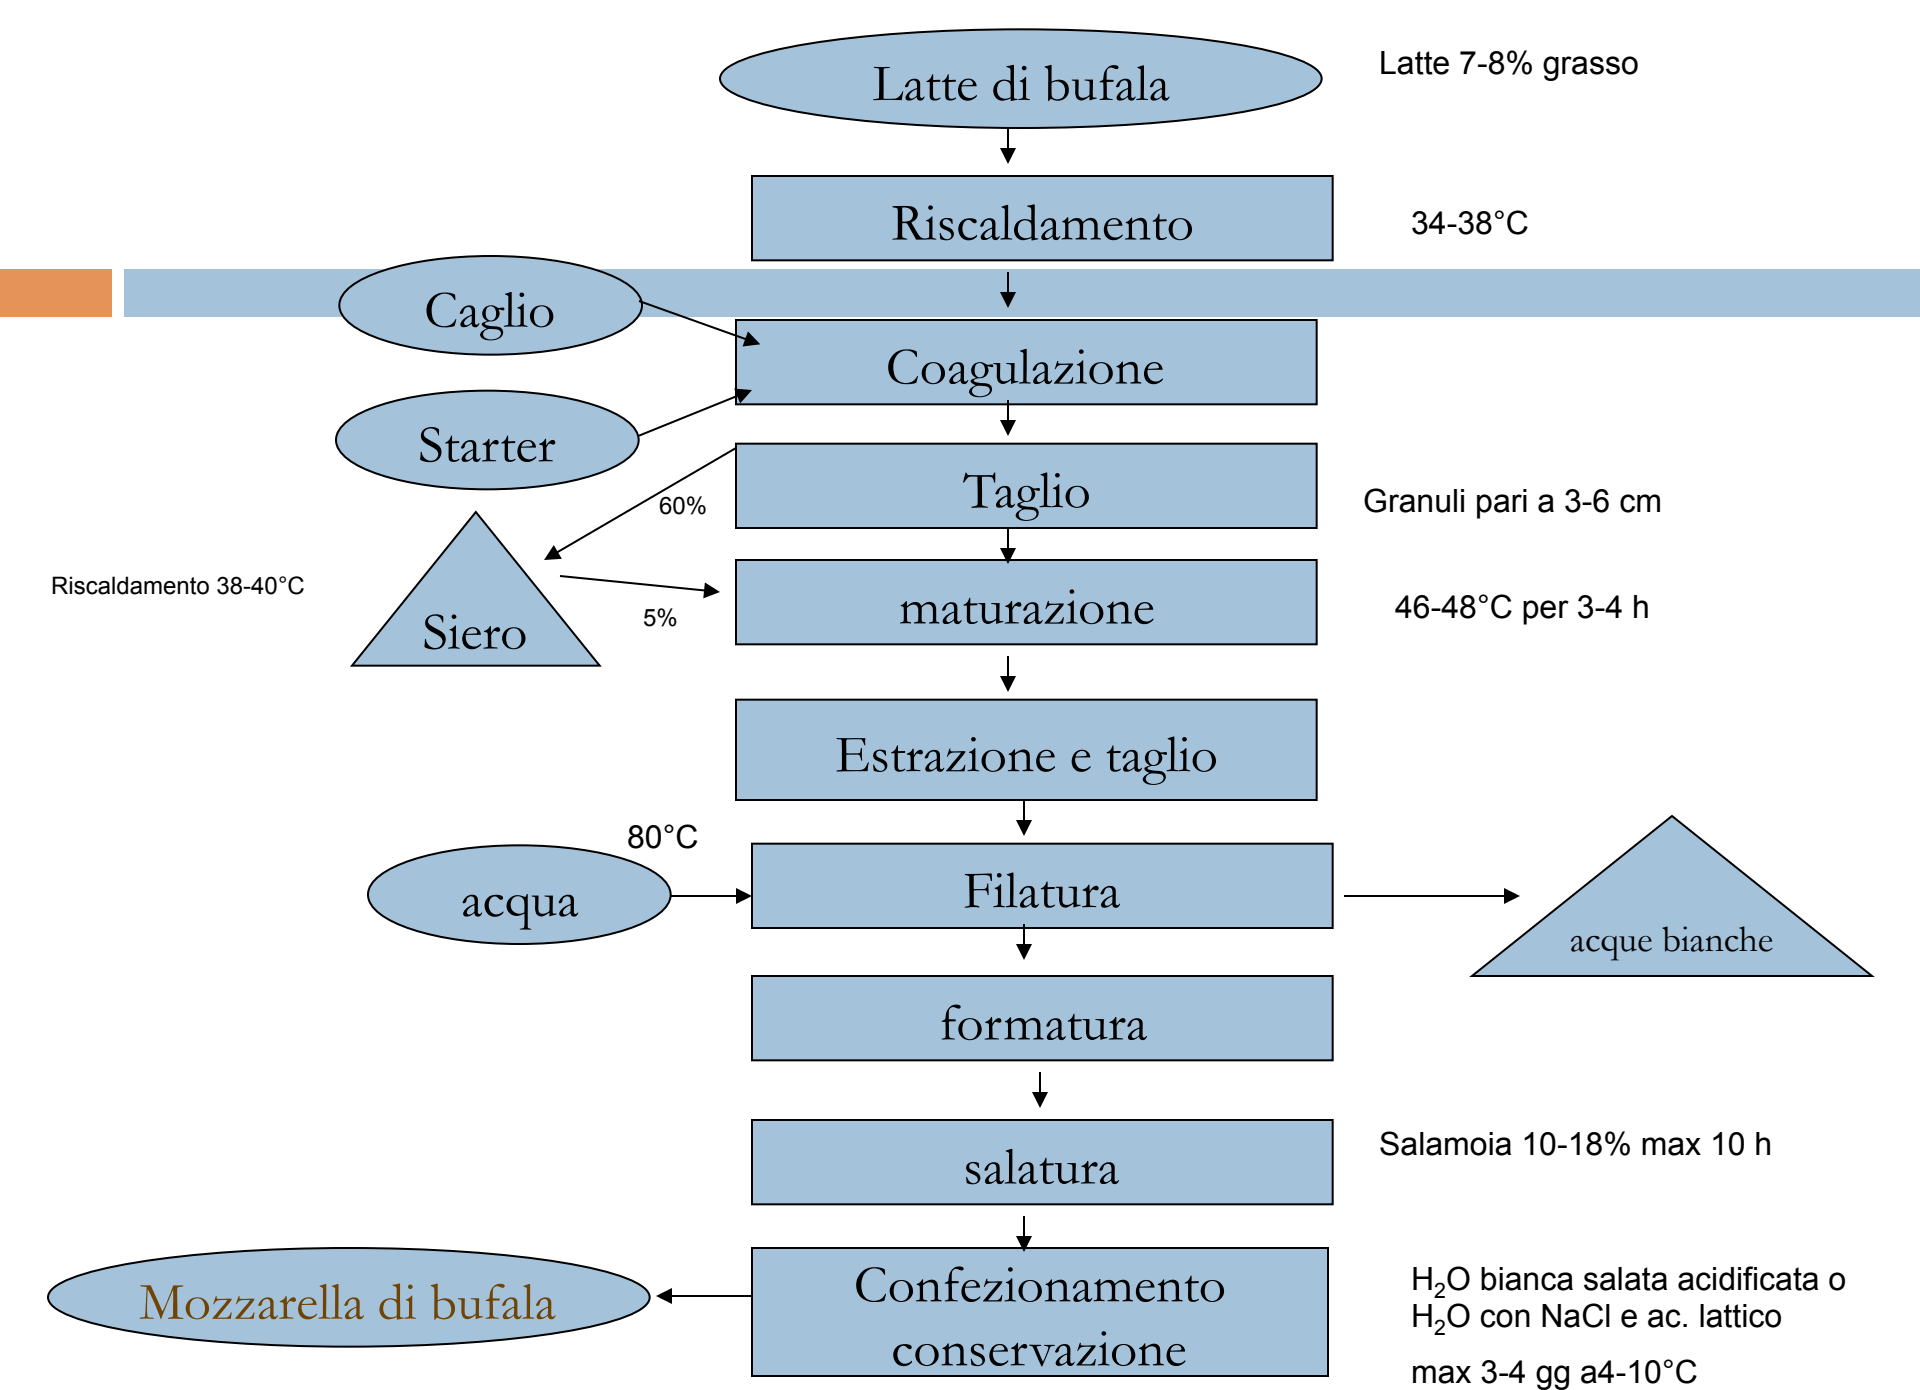 Latte di bufala
Latte 7-8% grasso
Riscaldamento
34-38°C
Caglio
Coagulazione
Starter
Taglio
60%
Granuli pari a 3-6 cm
Riscaldamento 38-40°C
Siero
5%
maturazione
46-48°C per 3-4 h
Estrazione e taglio
80°C
acqua
Filatura
acque bianche
formatura
salatura
Salamoia 10-18% max 10 h
Mozzarella di bufala
Confezionamento
conservazione
H₂O bianca salata acidificata o
H₂O con NaCl e ac. lattico
max 3-4 gg a4-10°C